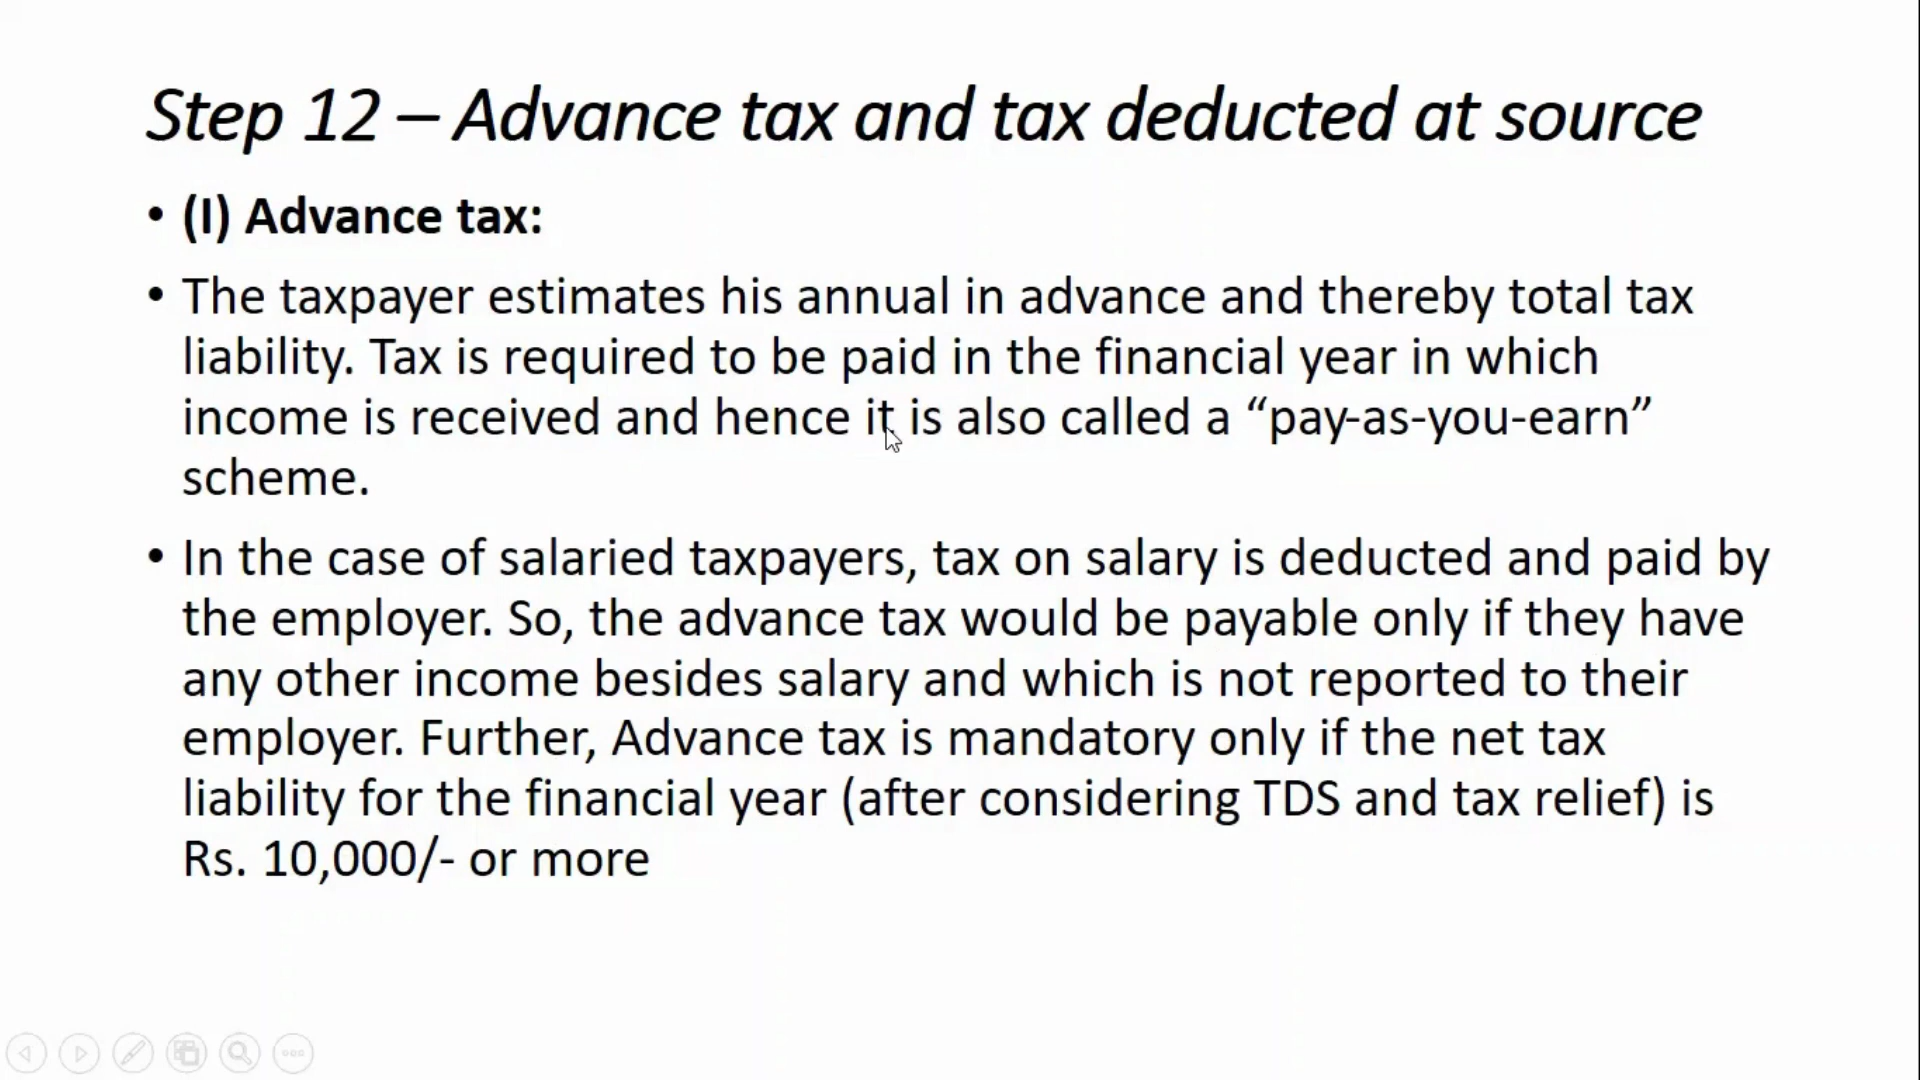 Step 12 – Advance tax and tax deducted at source
• (I) Advance tax:
• The taxpayer estimates his annual in advance and thereby total tax
liability. Tax is required to be paid in the financial year in which
income is received and hence it is also called a “pay-as-you-earn”
scheme.
• In the case of salaried taxpayers, tax on salary is deducted and paid by
the employer. So, the advance tax would be payable only if they have
any other income besides salary and which is not reported to their
employer. Further, Advance tax is mandatory only if the net tax
liability for the financial year (after considering TDS and tax relief) is
Rs. 10,000/- or more